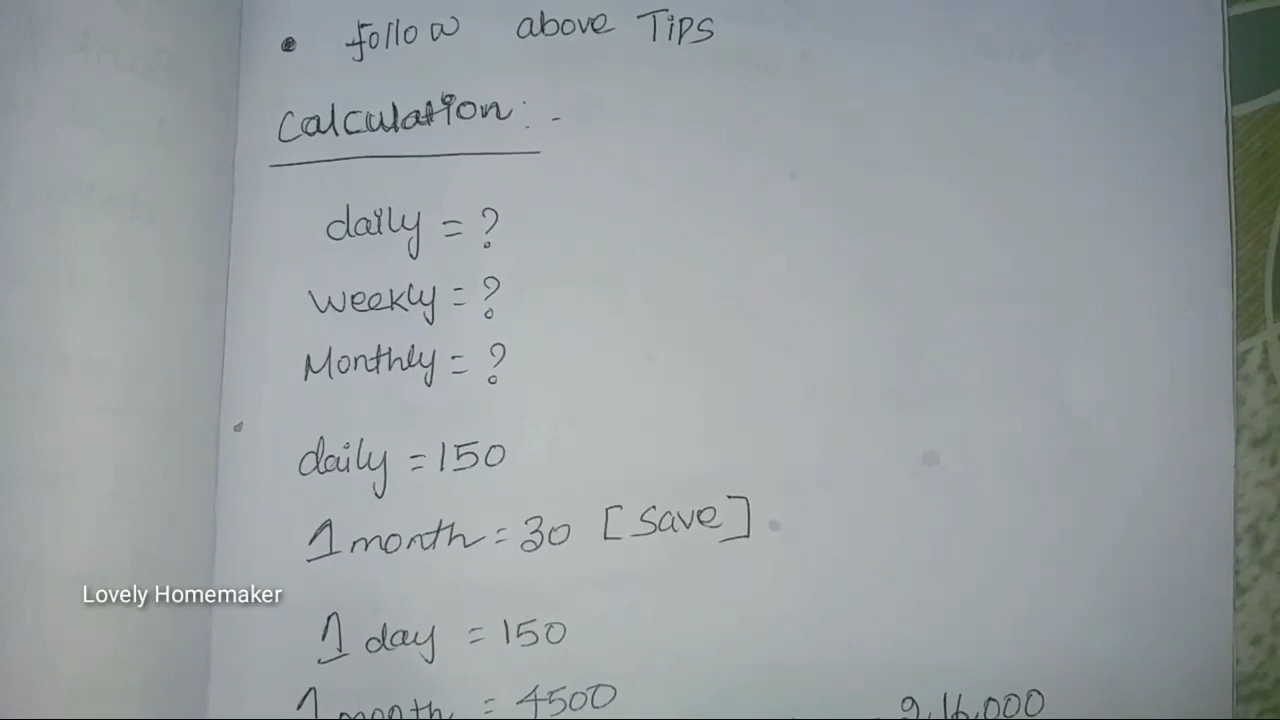 • follow above Tips
Calculation: -
daily = ?
weekly = ?
Monthly = ?
daily = 150
1 month = 30 [save]
Lovely Homemaker
1 day = 150
1 month = 4500